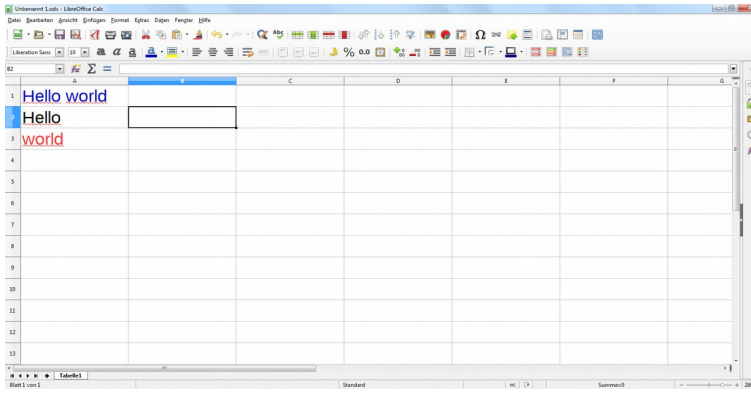 Unbenannt 1.ods - LibreOffice Calc
Datei Bearbeiten Ansicht Einfügen Format Extras Daten Fenster Hilfe
Liberation Sans 10 a a a a
% 0.0
B2 Σ =
A B C D E F G
1 Hello world
2 Hello
3 world
4
5
6
7
8
9
10
11
12
13
Tabelle1
Blatt 1 von 1 Standard Summe=0